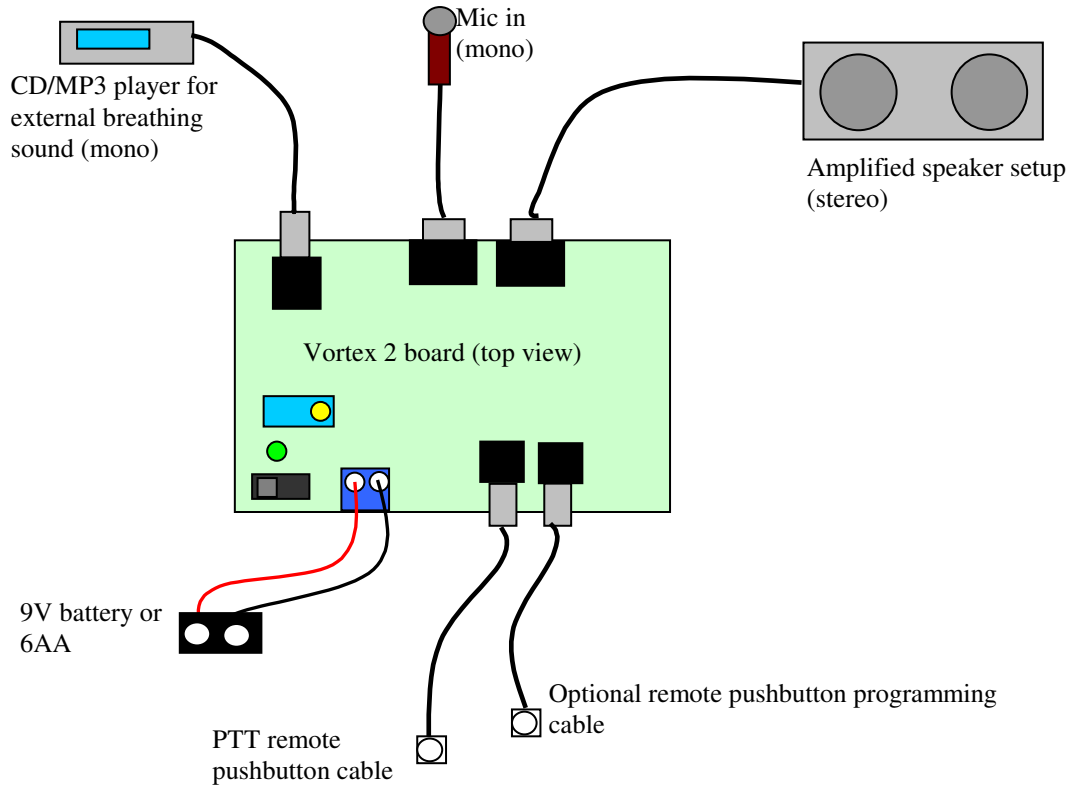 Mic in
(mono)
CD/MP3 player for
external breathing
sound (mono)
Amplified speaker setup
(stereo)
Vortex 2 board (top view)
9V battery or
6AA
Optional remote pushbutton programming
cable
PTT remote
pushbutton cable